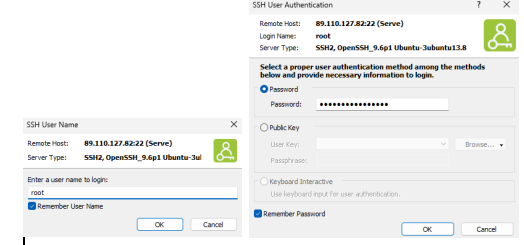 SSH User Name
Remote Host: 89.110.127.82:22 (Serve)
Server Type: SSH2, OpenSSH_9.6p1 Ubuntu-3ul
Enter a user name to login:
root
Remember User Name
OK Cancel
SSH User Authentication ?
Remote Host: 89.110.127.82:22 (Serve)
Login Name: root
Server Type: SSH2, OpenSSH_9.6p1 Ubuntu-3ubuntu13.8
Select a proper user authentication method among the methods
below and provide necessary information to login.
Password
Password: ••••••••••••••••
Public Key
User Key: Browse...
Passphrase:
Keyboard Interactive
Use keyboard input for user authentication.
Remember Password
OK Cancel